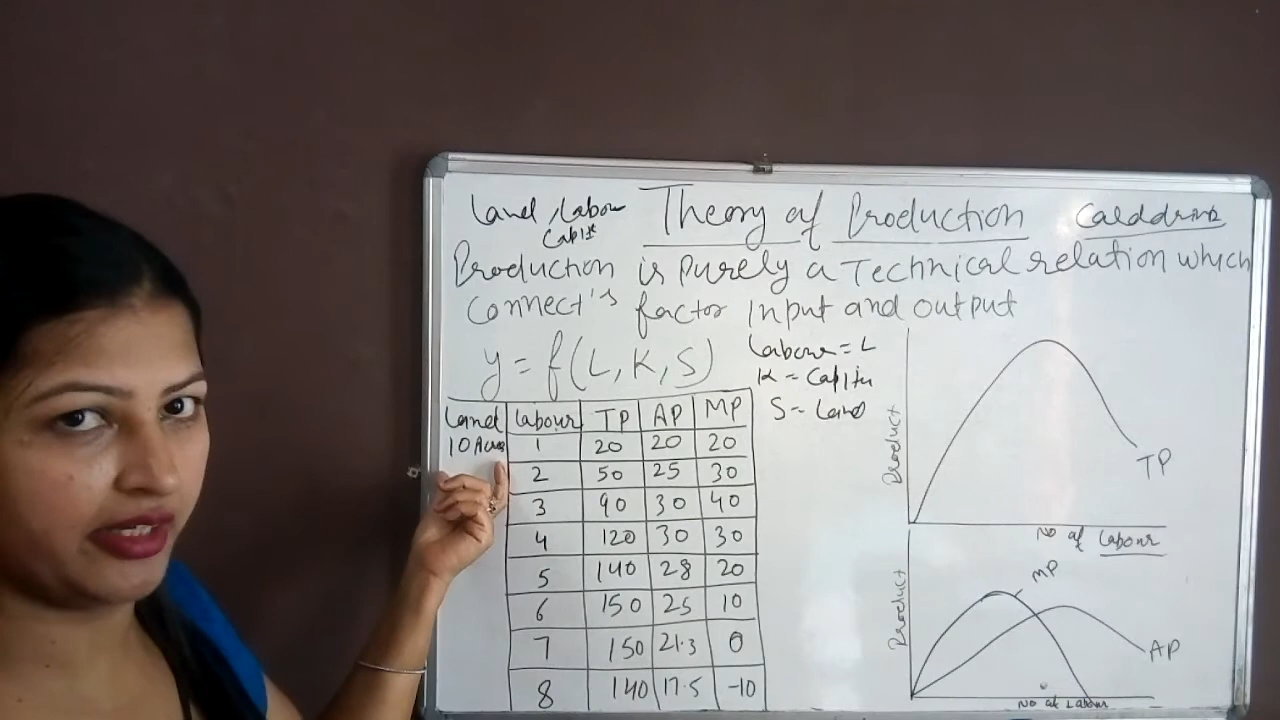 Land, Labour Theory of Production
Production is purely a Technical relation which
connect's factor input and output
y = f(L, K, S)
Labour = L
K = Capital
S = Land
Land Labour TP AP MP
10 Acres 1 20 20 20
2 50 25 30
3 90 30 40
4 120 30 30
5 140 28 20
6 150 25 10
7 150 21.3 0
8 140 17.5 -10
Product
TP
No of Labour
Product
MP
AP
No of Labour